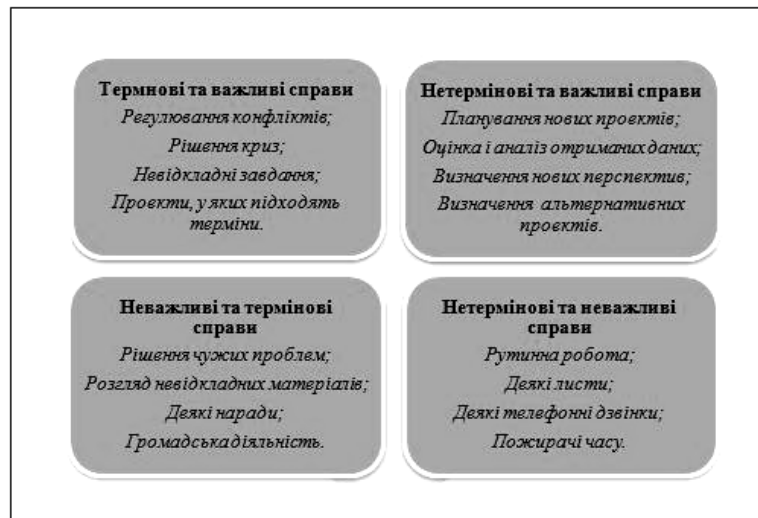 Термнові та важливі справи
Регулювання конфліктів;
Рішення криз;
Невідкладні завдання;
Проекти, у яких підходять
терміни.
Нетермінові та важливі справи
Планування нових проектів;
Оцінка і аналіз отриманих даних;
Визначення нових перспектив;
Визначення альтернативних
проектів.
Неважливі та термінові
справи
Рішення чужих проблем;
Розгляд невідкладних матеріалів;
Деякі наради;
Громадська діяльність.
Нетермінові та неважливі
справи
Рутинна робота;
Деякі листи;
Деякі телефонні дзвінки;
Пожирачі часу.